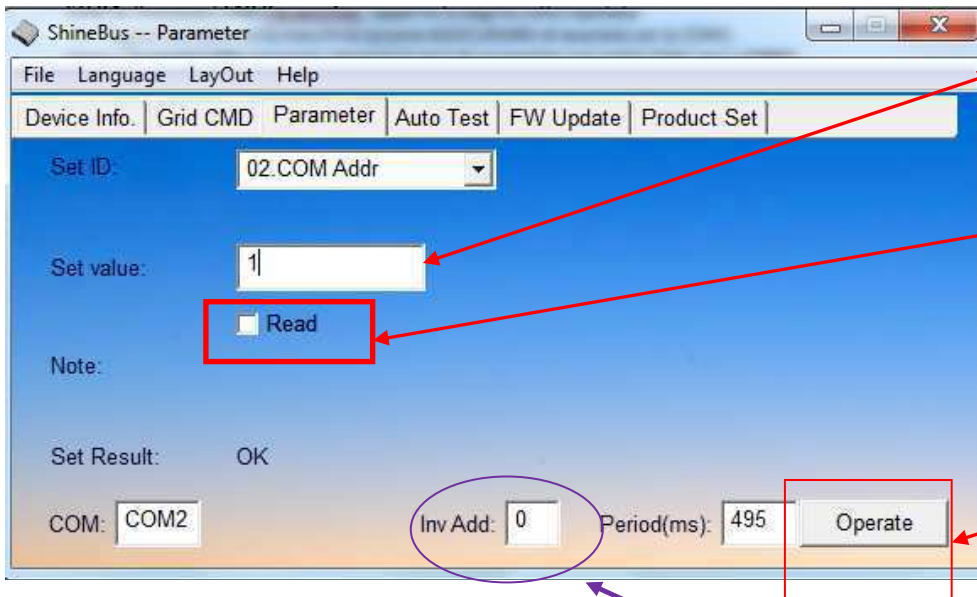 ShineBus -- Parameter
File Language LayOut Help
Device Info. Grid CMD Parameter Auto Test FW Update Product Set
Set ID: 02.COM Addr
Set value: 1
Read
Note:
Set Result: OK
COM: COM2 Inv Add: 0 Period(ms): 495 Operate